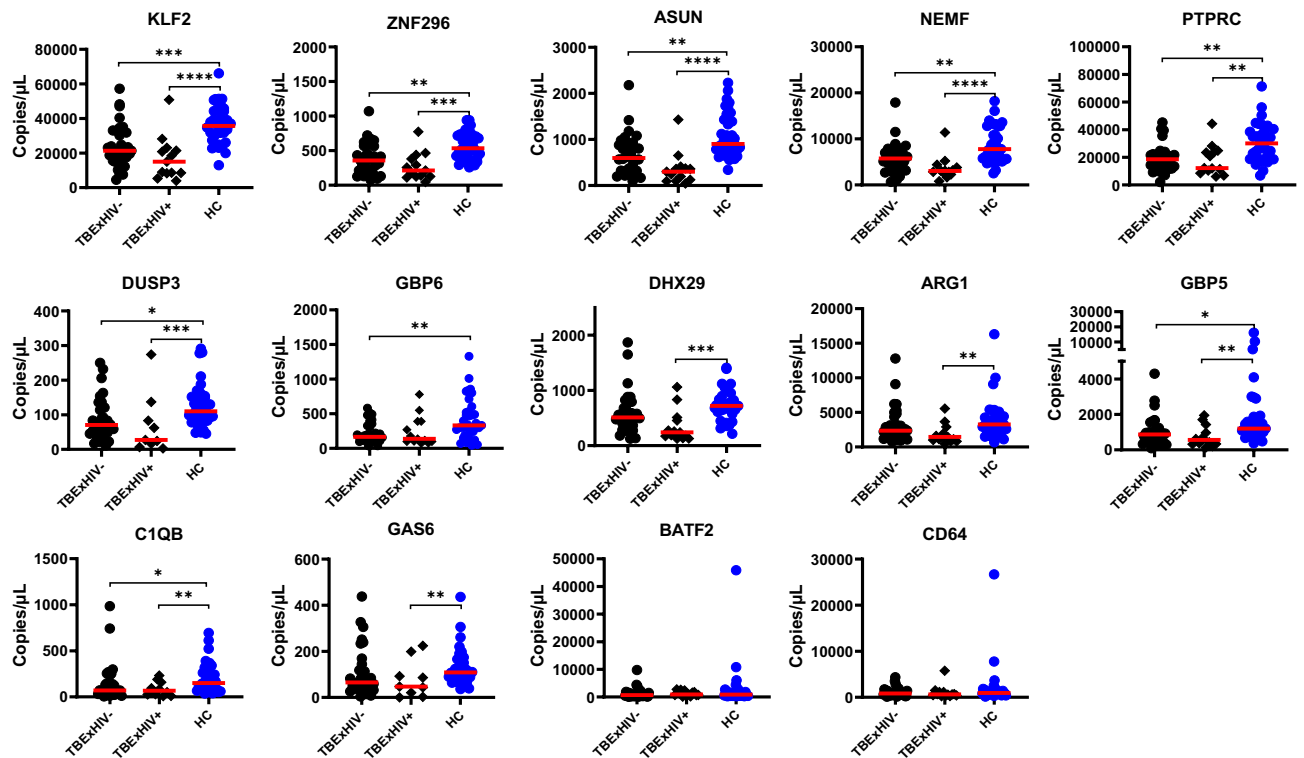 KLF2
80000
60000
40000
20000
0
Copies/µL
***
****
TBExHIV-
TBExHIV+
HC
ZNF296
2000
1500
1000
500
0
Copies/µL
**
***
TBExHIV-
TBExHIV+
HC
ASUN
3000
2000
1000
0
Copies/µL
**
****
TBExHIV-
TBExHIV+
HC
NEMF
30000
20000
10000
0
Copies/µL
**
****
TBExHIV-
TBExHIV+
HC
PTPRC
100000
80000
60000
40000
20000
0
Copies/µL
**
**
TBExHIV-
TBExHIV+
HC
DUSP3
400
300
200
100
0
Copies/µL
*
***
TBExHIV-
TBExHIV+
HC
GBP6
2000
1500
1000
500
0
Copies/µL
**
TBExHIV-
TBExHIV+
HC
DHX29
2000
1000
0
Copies/µL
***
TBExHIV-
TBExHIV+
HC
ARG1
20000
15000
10000
5000
0
Copies/µL
**
TBExHIV-
TBExHIV+
HC
GBP5
30000
20000
10000
4000
2000
0
Copies/µL
*
**
TBExHIV-
TBExHIV+
HC
C1QB
1500
1000
500
0
Copies/µL
*
**
TBExHIV-
TBExHIV+
HC
GAS6
600
400
200
0
Copies/µL
**
TBExHIV-
TBExHIV+
HC
BATF2
50000
40000
30000
20000
10000
0
Copies/µL
TBExHIV-
TBExHIV+
HC
CD64
30000
20000
10000
0
Copies/µL
TBExHIV-
TBExHIV+
HC